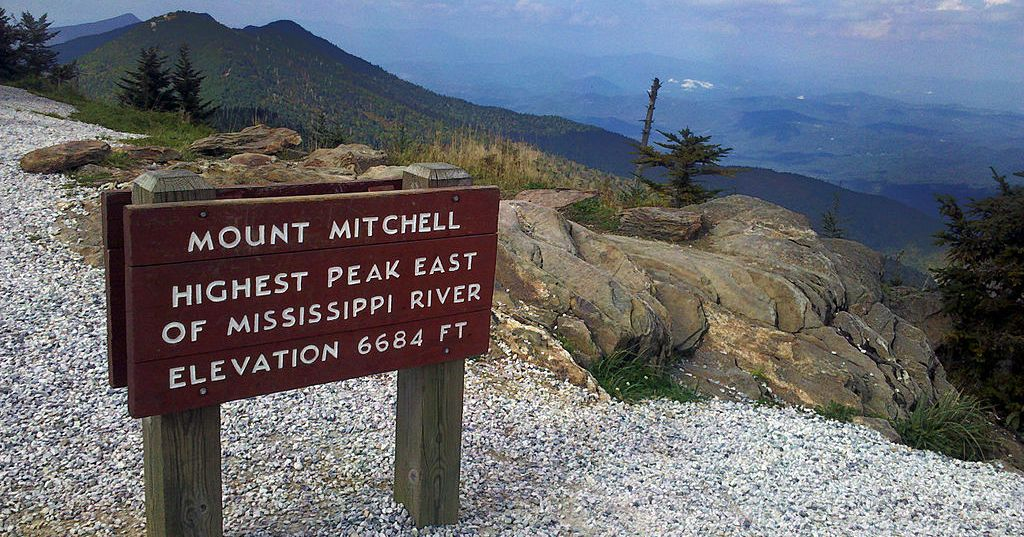 MOUNT MITCHELL
HIGHEST PEAK EAST
OF MISSISSIPPI RIVER
ELEVATION 6684 FT